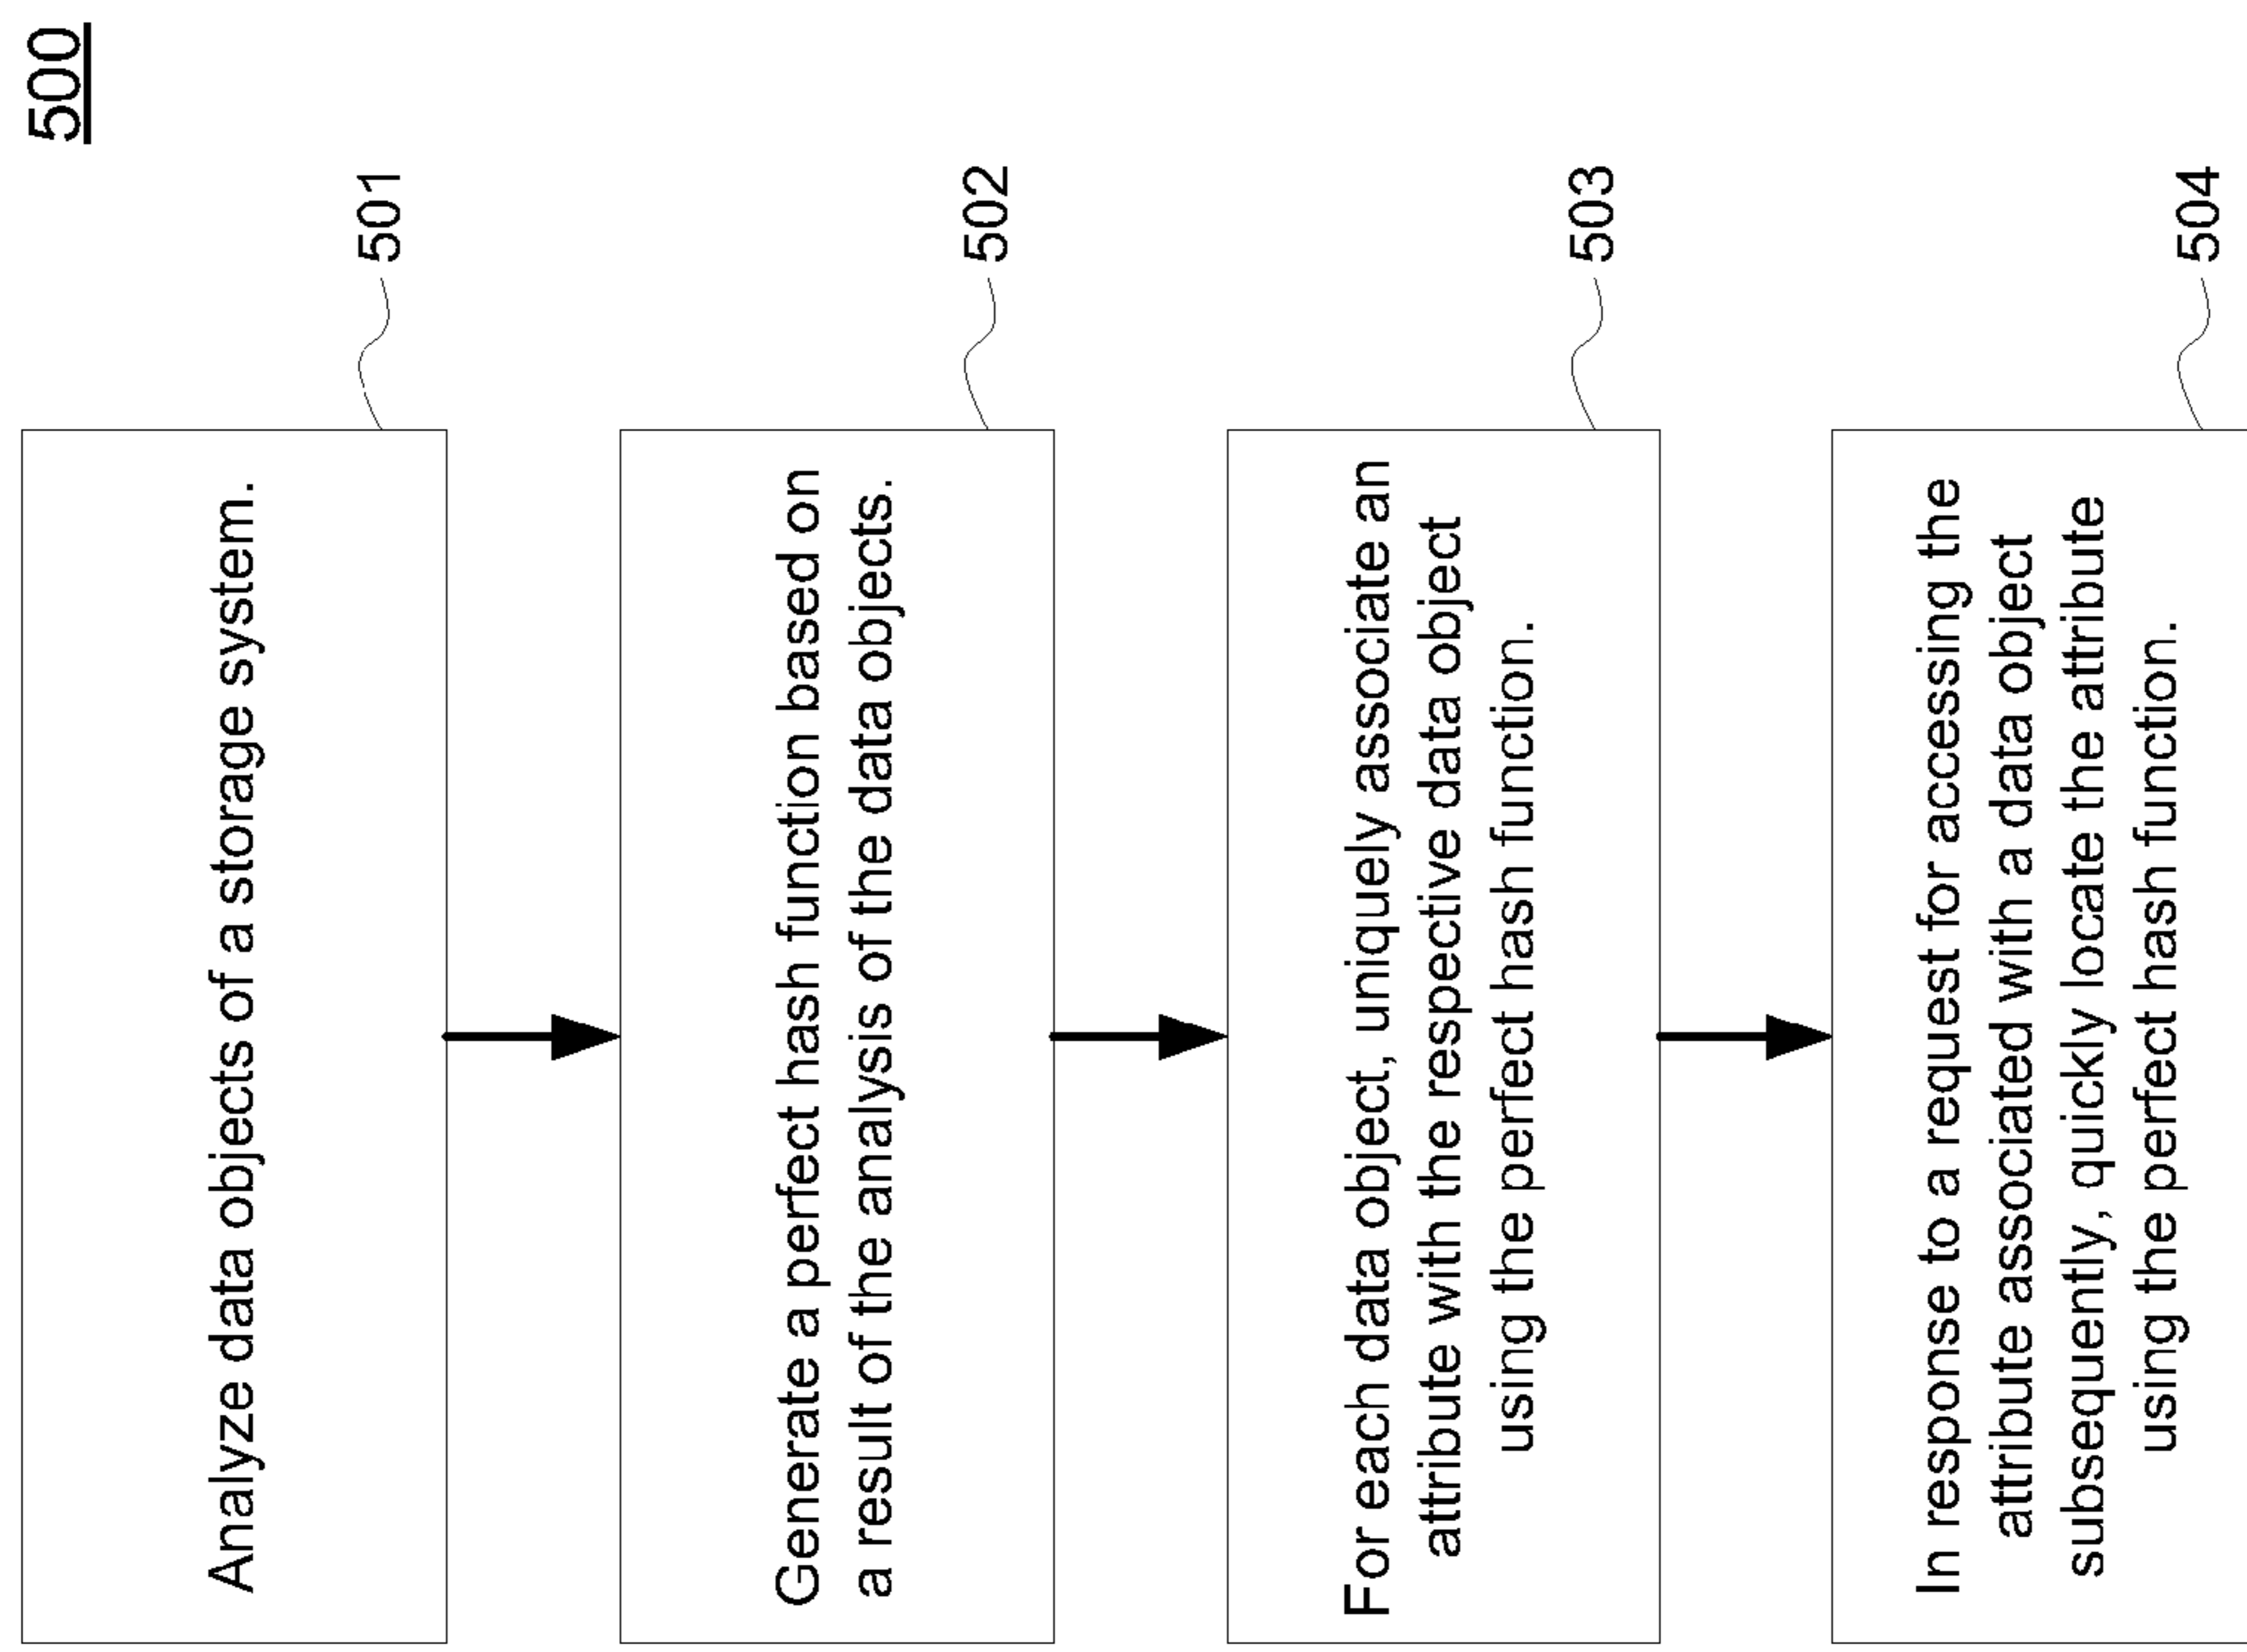 500
Analyze data objects of a storage system.
501
Generate a perfect hash function based on
a result of the analysis of the data objects.
502
For each data object, uniquely associate an
attribute with the respective data object
using the perfect hash function.
503
In response to a request for accessing the
attribute associated with a data object
subsequently, quickly locate the attribute
using the perfect hash function.
504